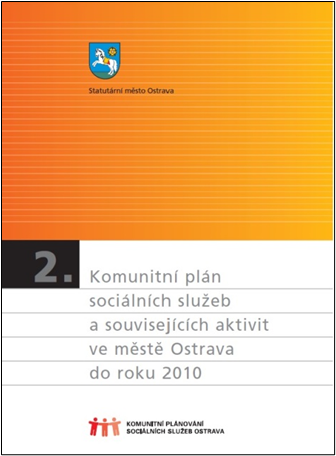 Statutární město Ostrava
2. Komunitní plán
sociálních služeb
a souvisejících aktivit
ve městě Ostrava
do roku 2010
KOMUNITNÍ PLÁNOVÁNÍ
SOCIÁLNÍCH SLUŽEB OSTRAVA